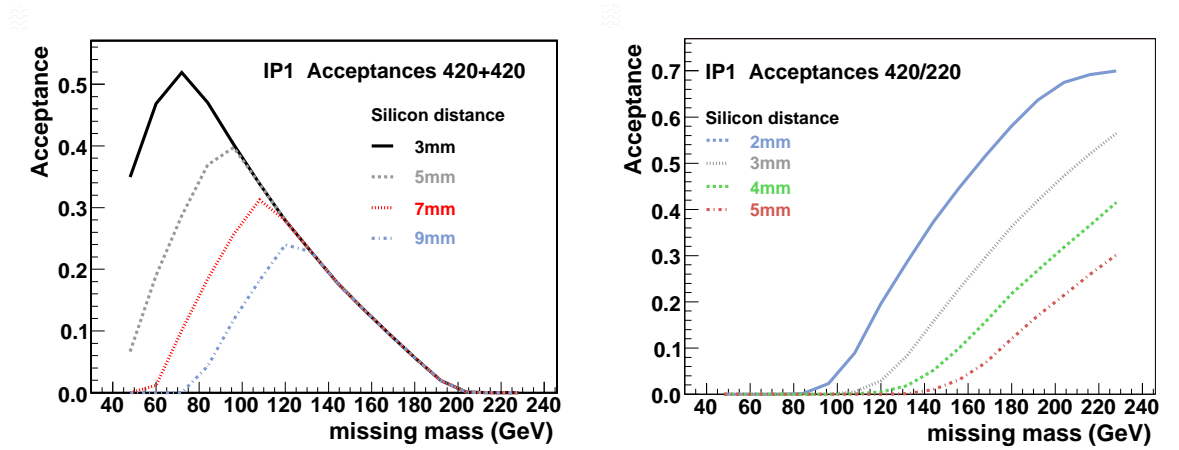 IP1 Acceptances 420+420
Acceptance
Silicon distance
3mm
5mm
7mm
9mm
0.5
0.4
0.3
0.2
0.1
0.0
40 60 80 100 120 140 160 180 200 220 240
missing mass (GeV)
IP1 Acceptances 420/220
Acceptance
Silicon distance
2mm
3mm
4mm
5mm
0.7
0.6
0.5
0.4
0.3
0.2
0.1
0.0
40 60 80 100 120 140 160 180 200 220 240
missing mass (GeV)